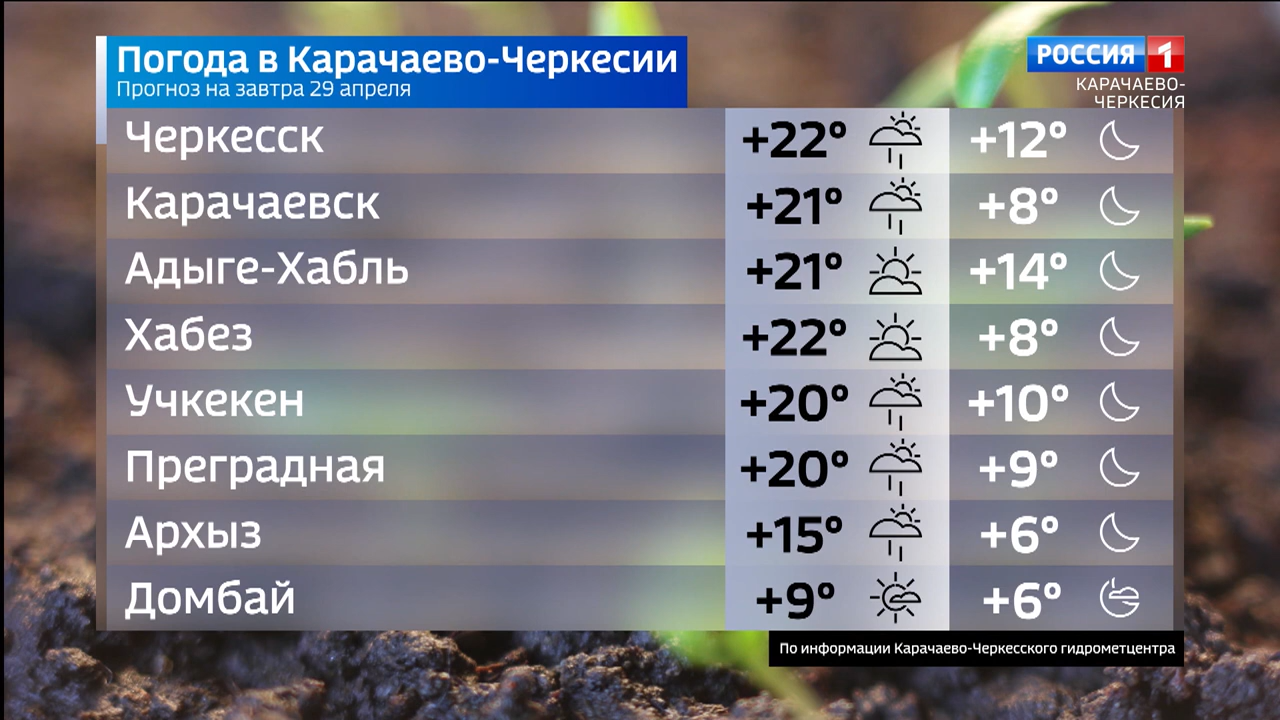 Погода в Карачаево-Черкесии
Прогноз на завтра 29 апреля
РОССИЯ 1
КАРАЧАЕВО-
ЧЕРКЕСИЯ
Черкесск +22° +12°
Карачаевск +21° +8°
Адыге-Хабль +21° +14°
Хабез +22° +8°
Учкекен +20° +10°
Преградная +20° +9°
Архыз +15° +6°
Домбай +9° +6°
По информации Карачаево-Черкесского гидрометцентра